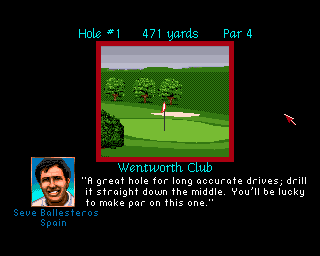 Hole #1 471 yards Par 4
Wentworth Club
"A great hole for long accurate drives; drill
it straight down the middle. You'll be lucky
to make par on this one."
Seve Ballesteros
Spain